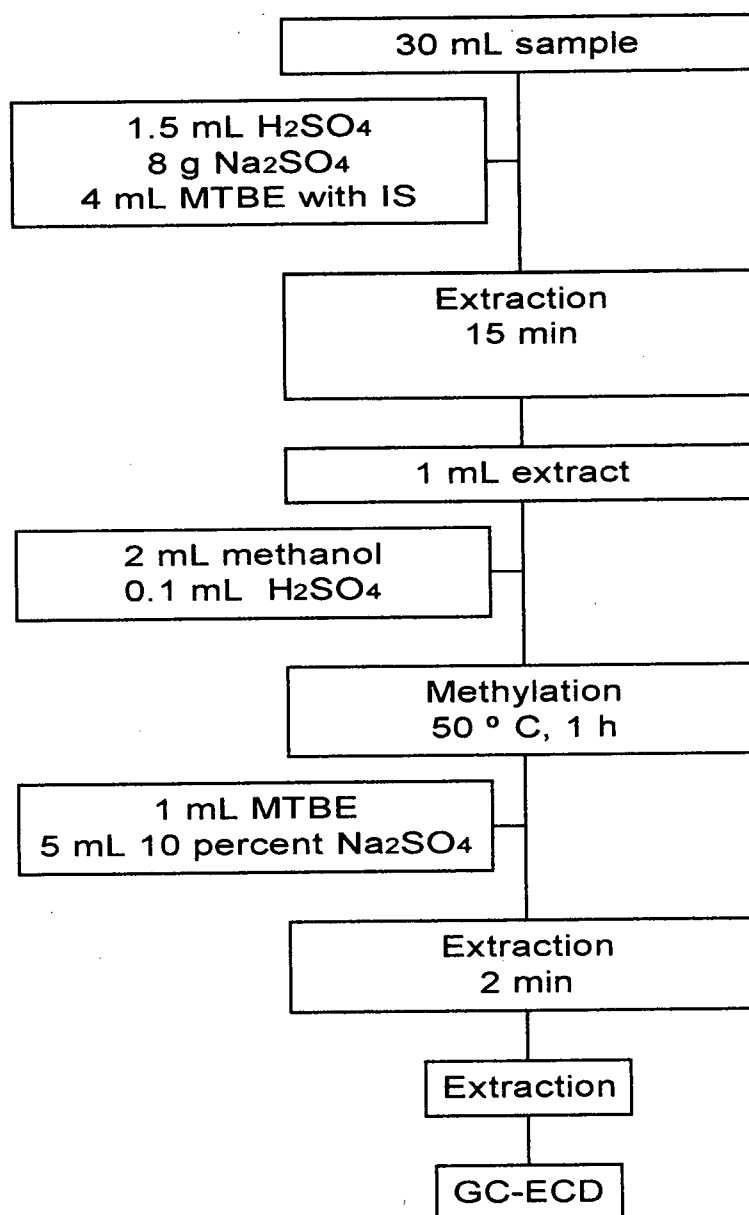 30 mL sample
1.5 mL H₂SO₄
8 g Na₂SO₄
4 mL MTBE with IS
Extraction
15 min
1 mL extract
2 mL methanol
0.1 mL H₂SO₄
Methylation
50 º C, 1 h
1 mL MTBE
5 mL 10 percent Na₂SO₄
Extraction
2 min
Extraction
GC-ECD